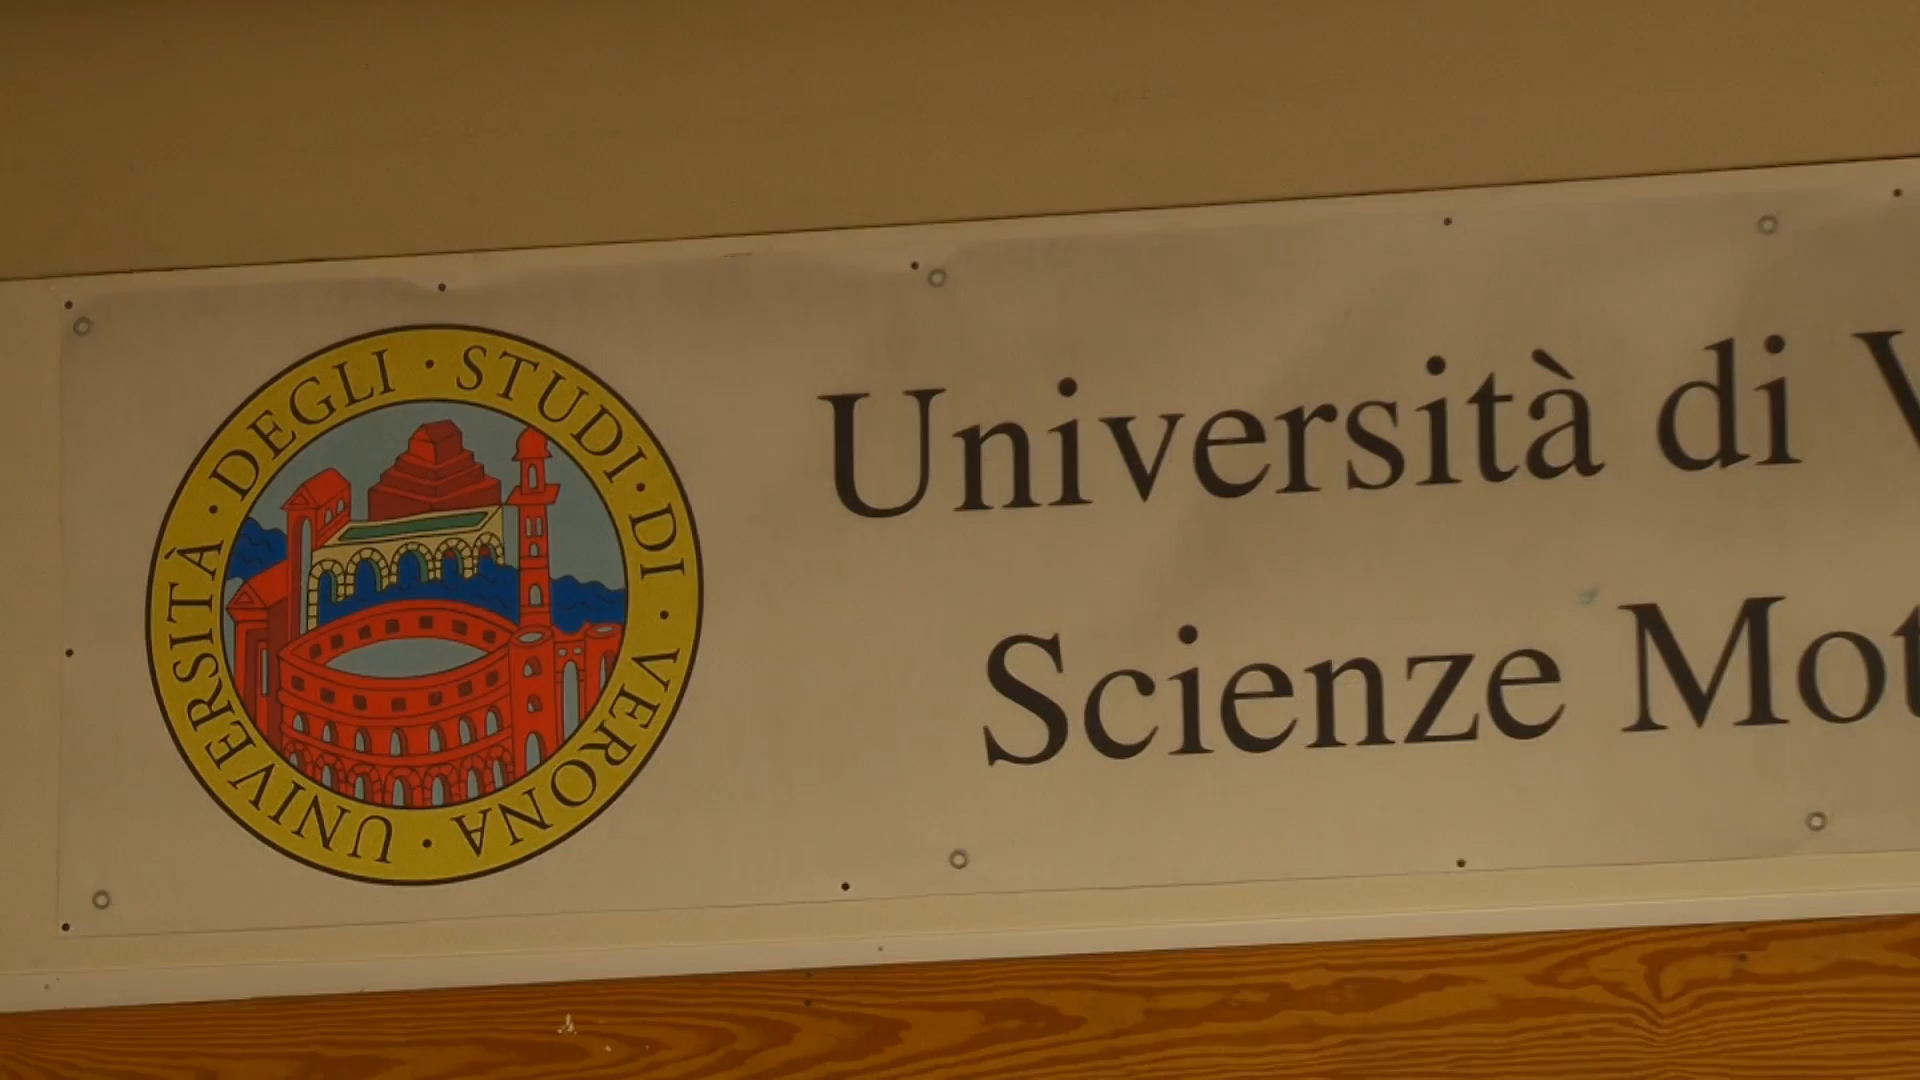 UNIVERSITÀ · DEGLI · STUDI · DI · VERONA ·
Università di V
Scienze Mot